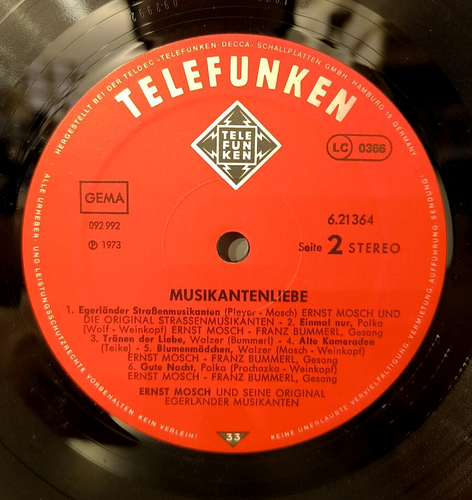 HERGESTELLT BEI DER TELDEC »TELEFUNKEN-DECCA« SCHALLPLATTEN GMBH. HAMBURG 19 GERMANY
TELEFUNKEN
TELE
FUN
KEN
LC 0366
GEMA
092 992
Ⓟ 1973
6.21364
Seite 2 STEREO
MUSIKANTENLIEBE
1. Egerländer Straßenmusikanten (Pleyer - Mosch) ERNST MOSCH UND
DIE ORIGINAL STRASSENMUSIKANTEN - 2. Einmal nur, Polka
(Wolf - Weinkopf) ERNST MOSCH - FRANZ BUMMERL, Gesang
3. Tränen der Liebe, Walzer (Bummerl) - 4. Alte Kameraden
(Teike) - 5. Blumenmädchen, Walzer (Mosch - Weinkopf)
ERNST MOSCH - FRANZ BUMMERL, Gesang
6. Gute Nacht, Polka (Prochazka - Weinkopf)
ERNST MOSCH - FRANZ BUMMERL, Gesang
ERNST MOSCH UND SEINE ORIGINAL
EGERLÄNDER MUSIKANTEN
33
ALLE URHEBER- UND LEISTUNGSSCHUTZRECHTE VORBEHALTEN KEIN VERLEIH!
KEINE UNERLAUBTE VERVIELFÄLTIGUNG, VERMIETUNG, AUFFÜHRUNG, SENDUNG!